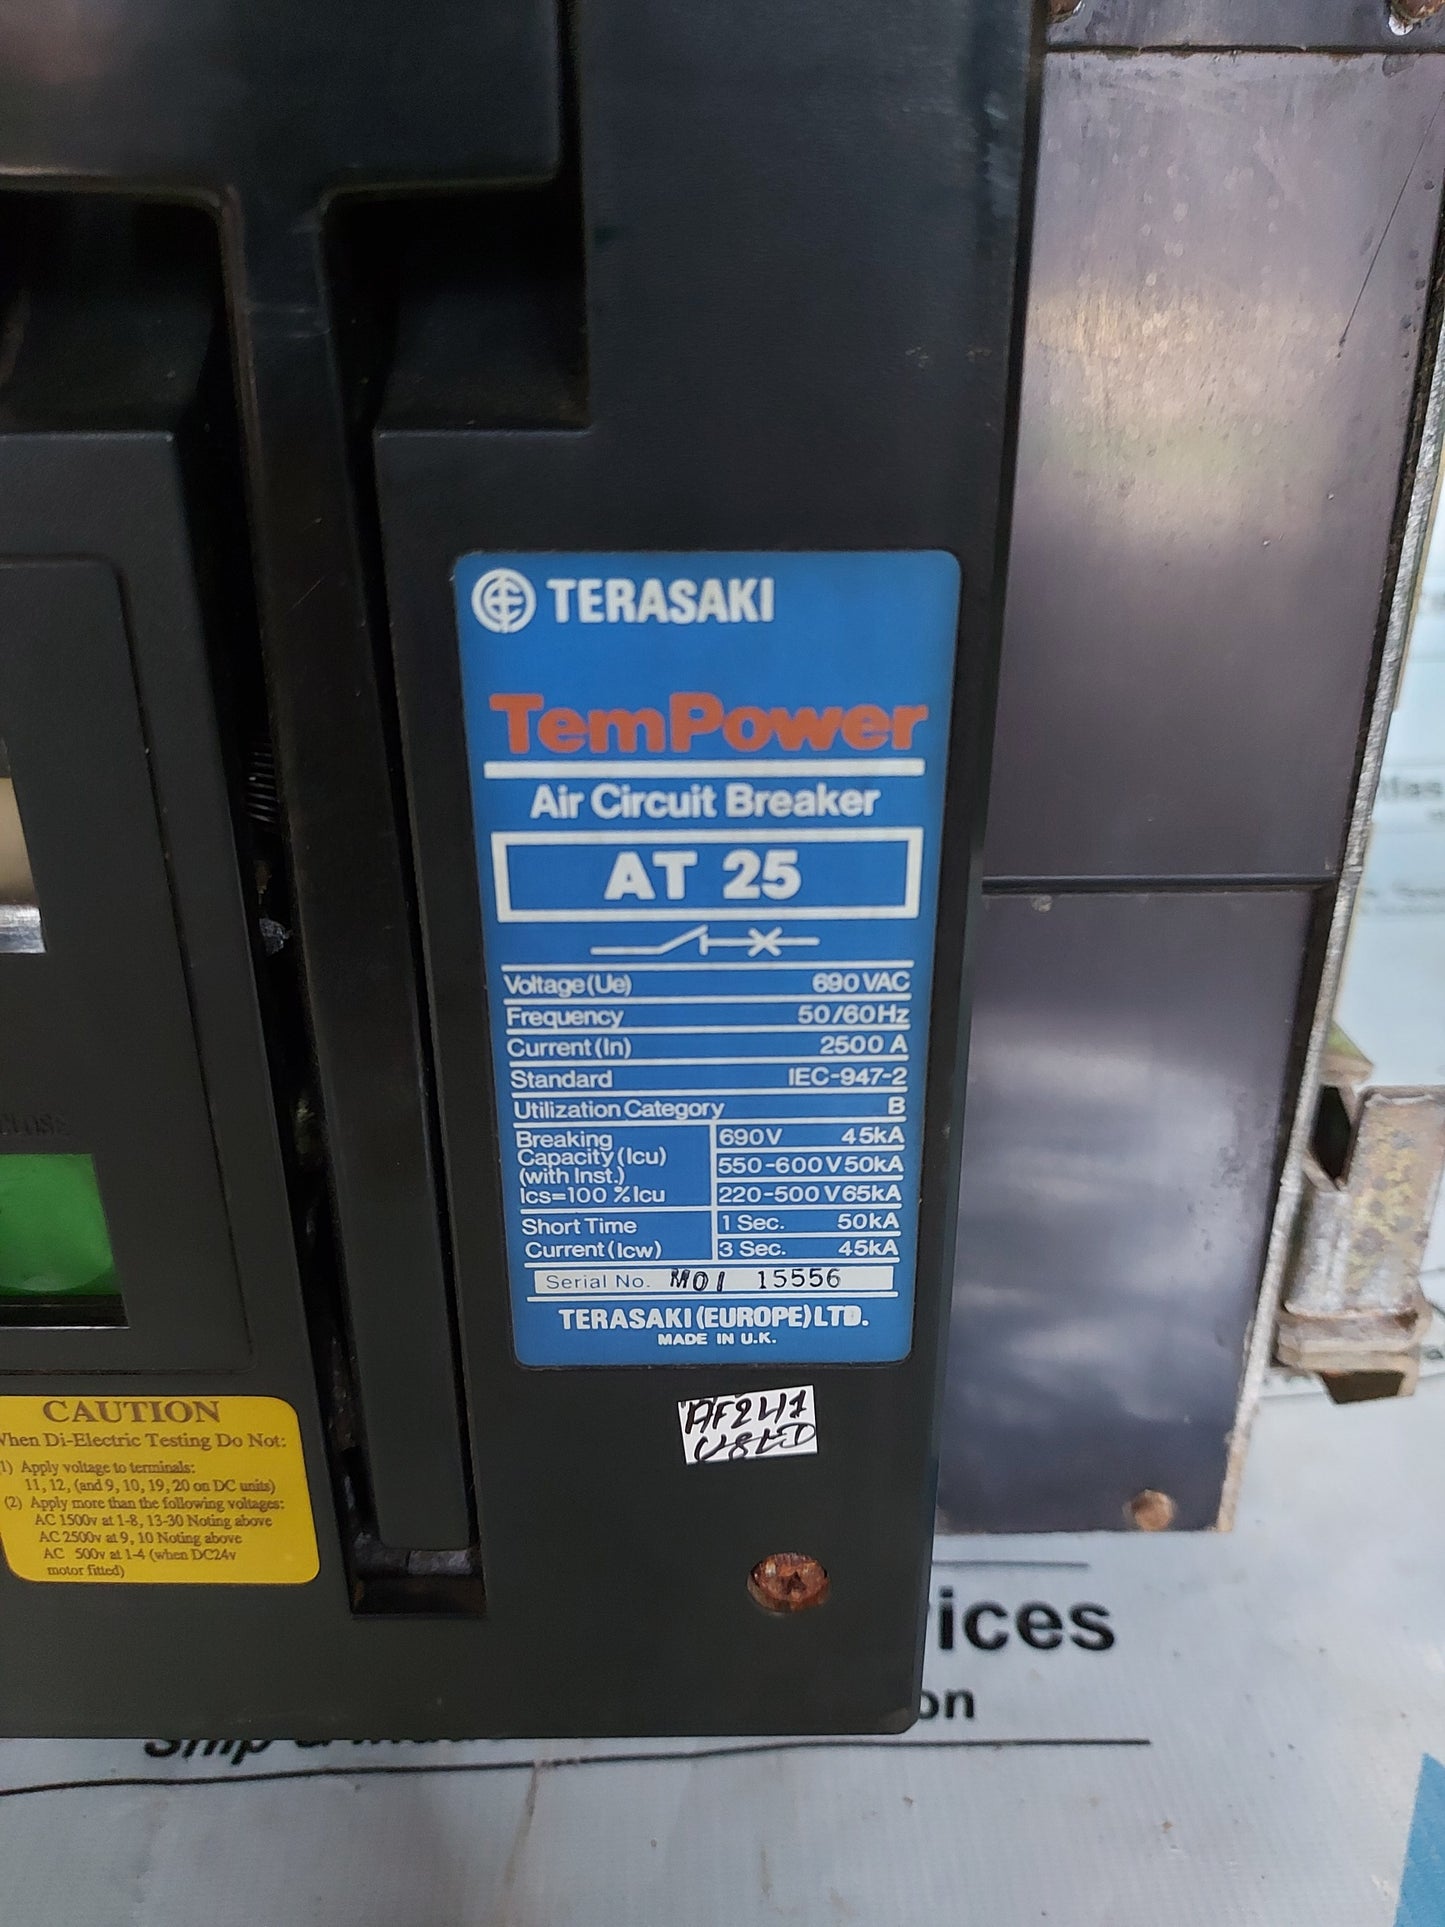 TERASAKI
TemPower
Air Circuit Breaker
AT 25
Voltage (Ue) 690 VAC
Frequency 50/60Hz
Current (In) 2500 A
Standard IEC-947-2
Utilization Category B
Breaking Capacity (Icu) (with Inst.) Ics=100 % Icu
690V 45kA
550-600V 50kA
220-500V 65kA
Short Time Current (Icw)
1 Sec. 50kA
3 Sec. 45kA
Serial No. M01 15556
TERASAKI (EUROPE) LTD.
MADE IN U.K.
AF241
USED
CLOSE
CAUTION
When Di-Electric Testing Do Not:
(1) Apply voltage to terminals:
11, 12, (and 9, 10, 19, 20 on DC units)
(2) Apply more than the following voltages:
AC 1500v at 1-8, 13-30 Noting above
AC 2500v at 9, 10 Noting above
AC 500v at 1-4 (when DC24v
motor fitted)
ices
on
Ship